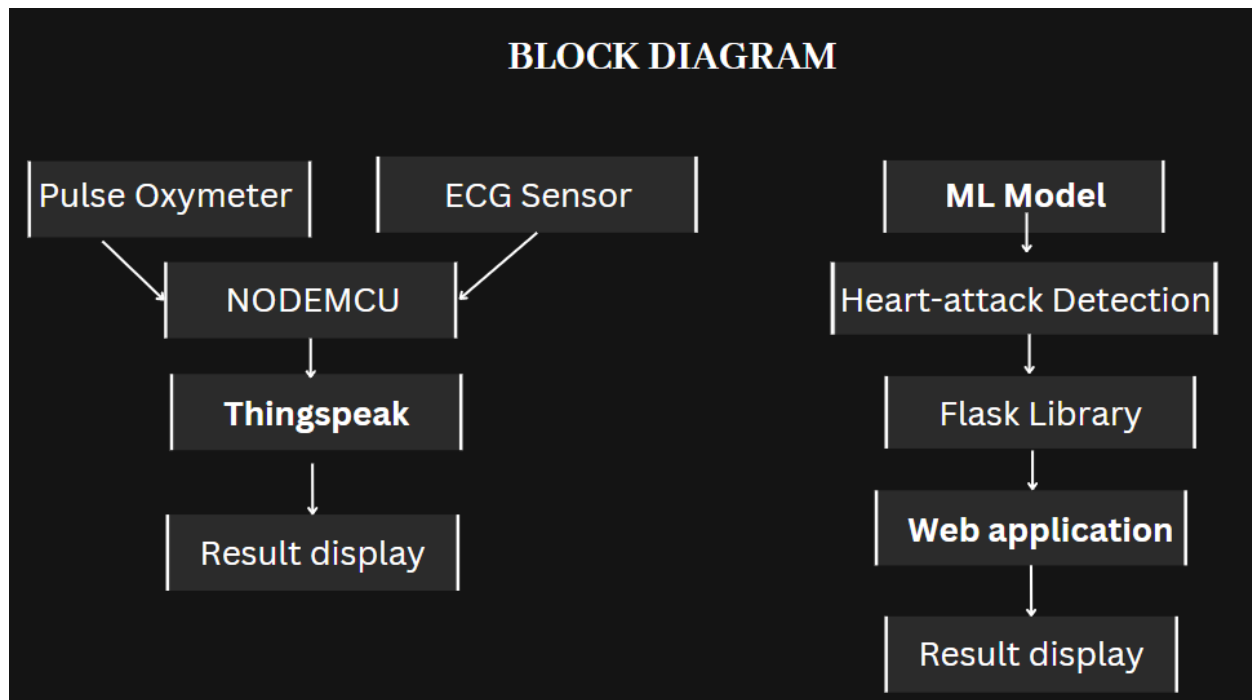 BLOCK DIAGRAM
Pulse Oxymeter
ECG Sensor
NODEMCU
Thingspeak
Result display
ML Model
Heart-attack Detection
Flask Library
Web application
Result display